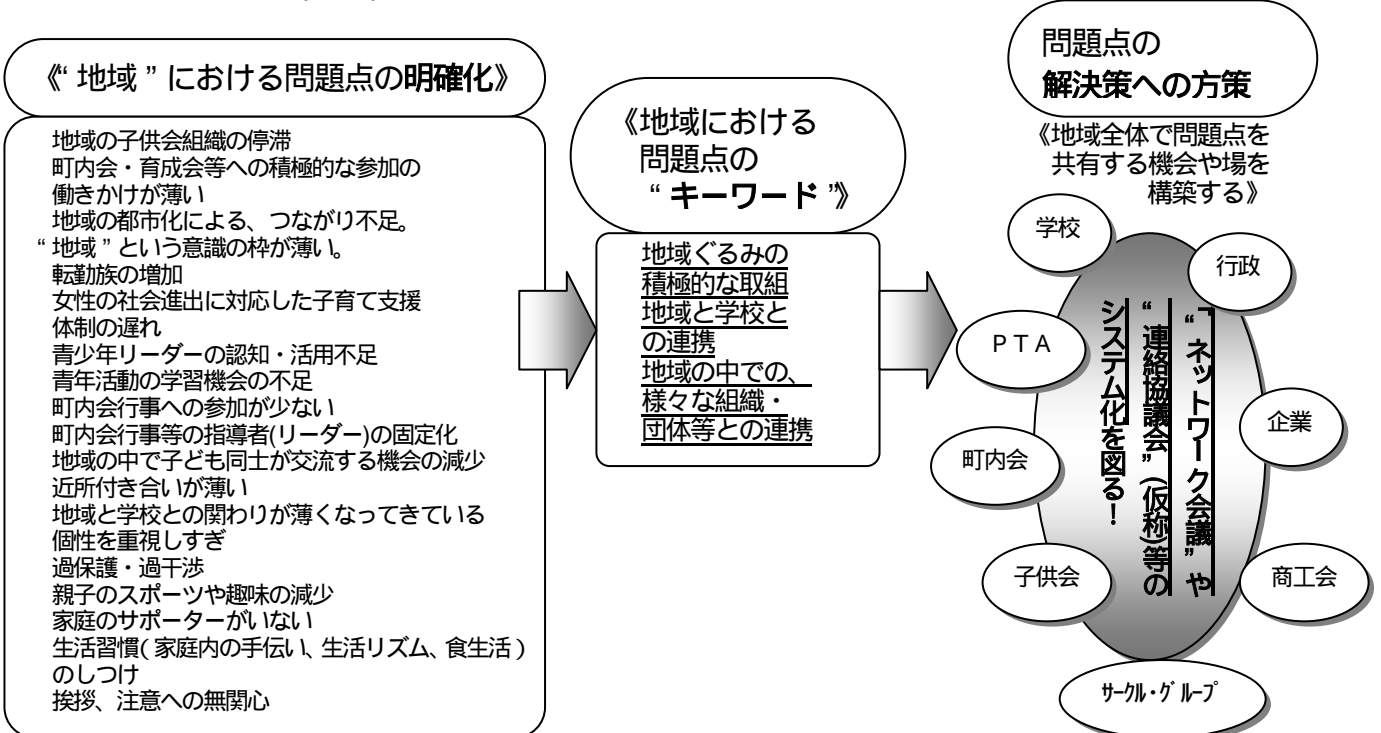 《“地域”における問題点の明確化》
地域の子供会組織の停滞
町内会・育成会等への積極的な参加の
働きかけが薄い
地域の都市化による、つながり不足。
“地域”という意識の枠が薄い。
転勤族の増加
女性の社会進出に対応した子育て支援
体制の遅れ
青少年リーダーの認知・活用不足
青年活動の学習機会の不足
町内会行事への参加が少ない
町内会行事等の指導者(リーダー)の固定化
地域の中で子ども同士が交流する機会の減少
近所付き合いが薄い
地域と学校との関わりが薄くなってきている
個性を重視しすぎ
過保護・過干渉
親子のスポーツや趣味の減少
家庭のサポーターがいない
生活習慣(家庭内の手伝い、生活リズム、食生活)
のしつけ
挨拶、注意への無関心
《地域における
問題点の
“キーワード”》
地域ぐるみの
積極的な取組
地域と学校と
の連携
地域の中での、
様々な組織・
団体等との連携
問題点の
解決策への方策
《地域全体で問題点を
共有する機会や場を
構築する》
学校
行政
PTA
企業
町内会
子供会
商工会
サークル・グループ
「“ネットワーク会議”や
“連絡協議会”(仮称)等の
システム化を図る!